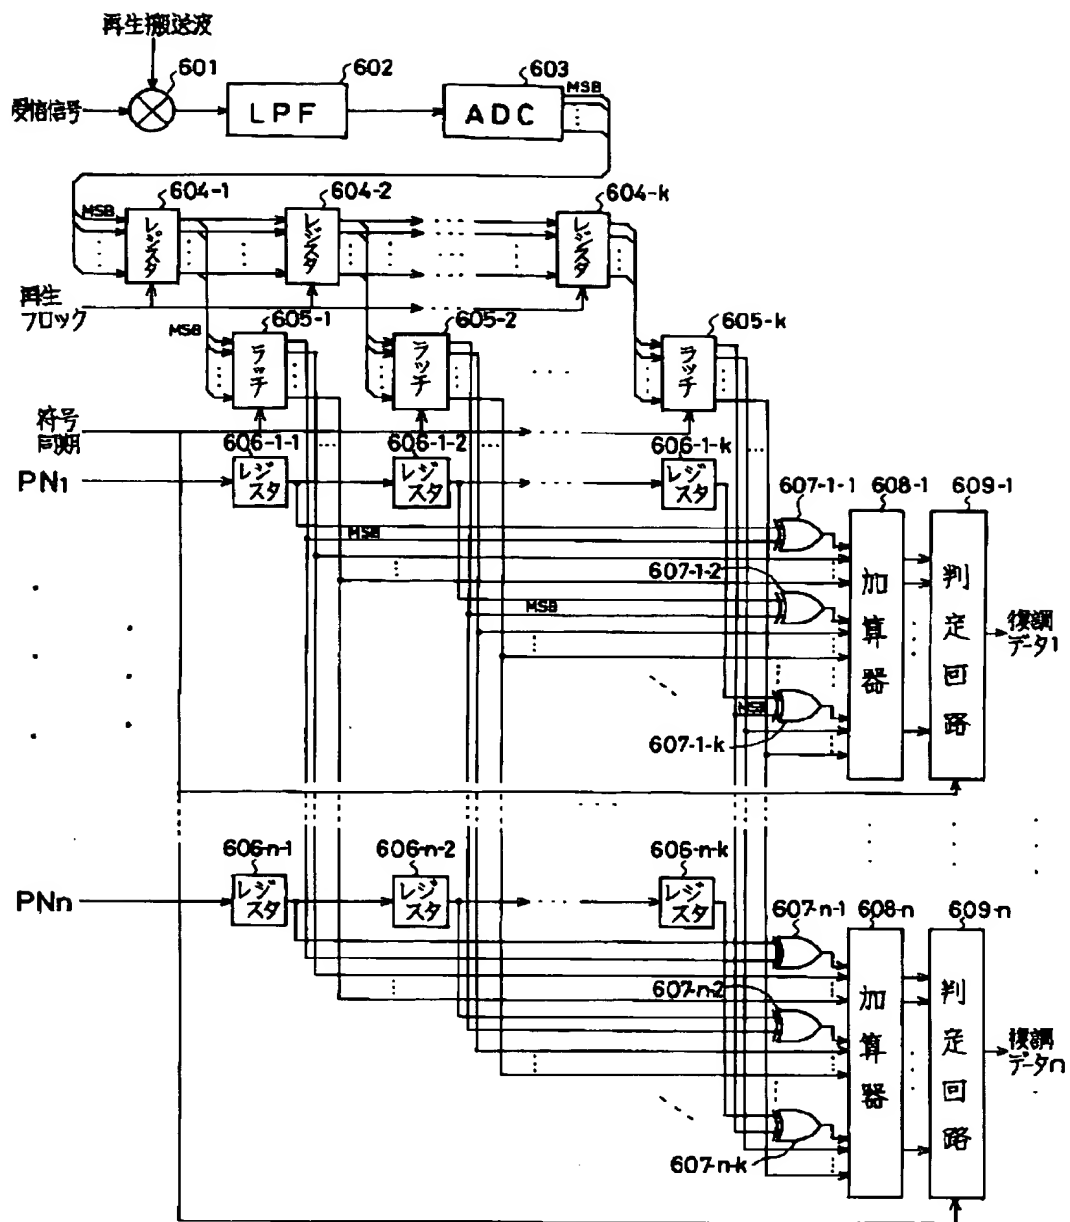 再生搬送波
601
602
603
受信信号
LPF
ADC
MSB
604-1
604-2
604-k
MSB
レジスタ
レジスタ
レジスタ
再生
フロック
MSB
605-1
605-2
605-k
ラッチ
ラッチ
ラッチ
符号
同期
606-1-1
606-1-2
606-1-k
PN1
レジスタ
レジスタ
レジスタ
607-1-1
608-1
609-1
MSB
607-1-2
MSB
加算器
判定回路
復調
データ1
MSB
607-1-k
606-n-1
606-n-2
606-n-k
PNn
レジスタ
レジスタ
レジスタ
607-n-1
608-n
609-n
607-n-2
加算器
判定回路
復調
データn
607-n-k